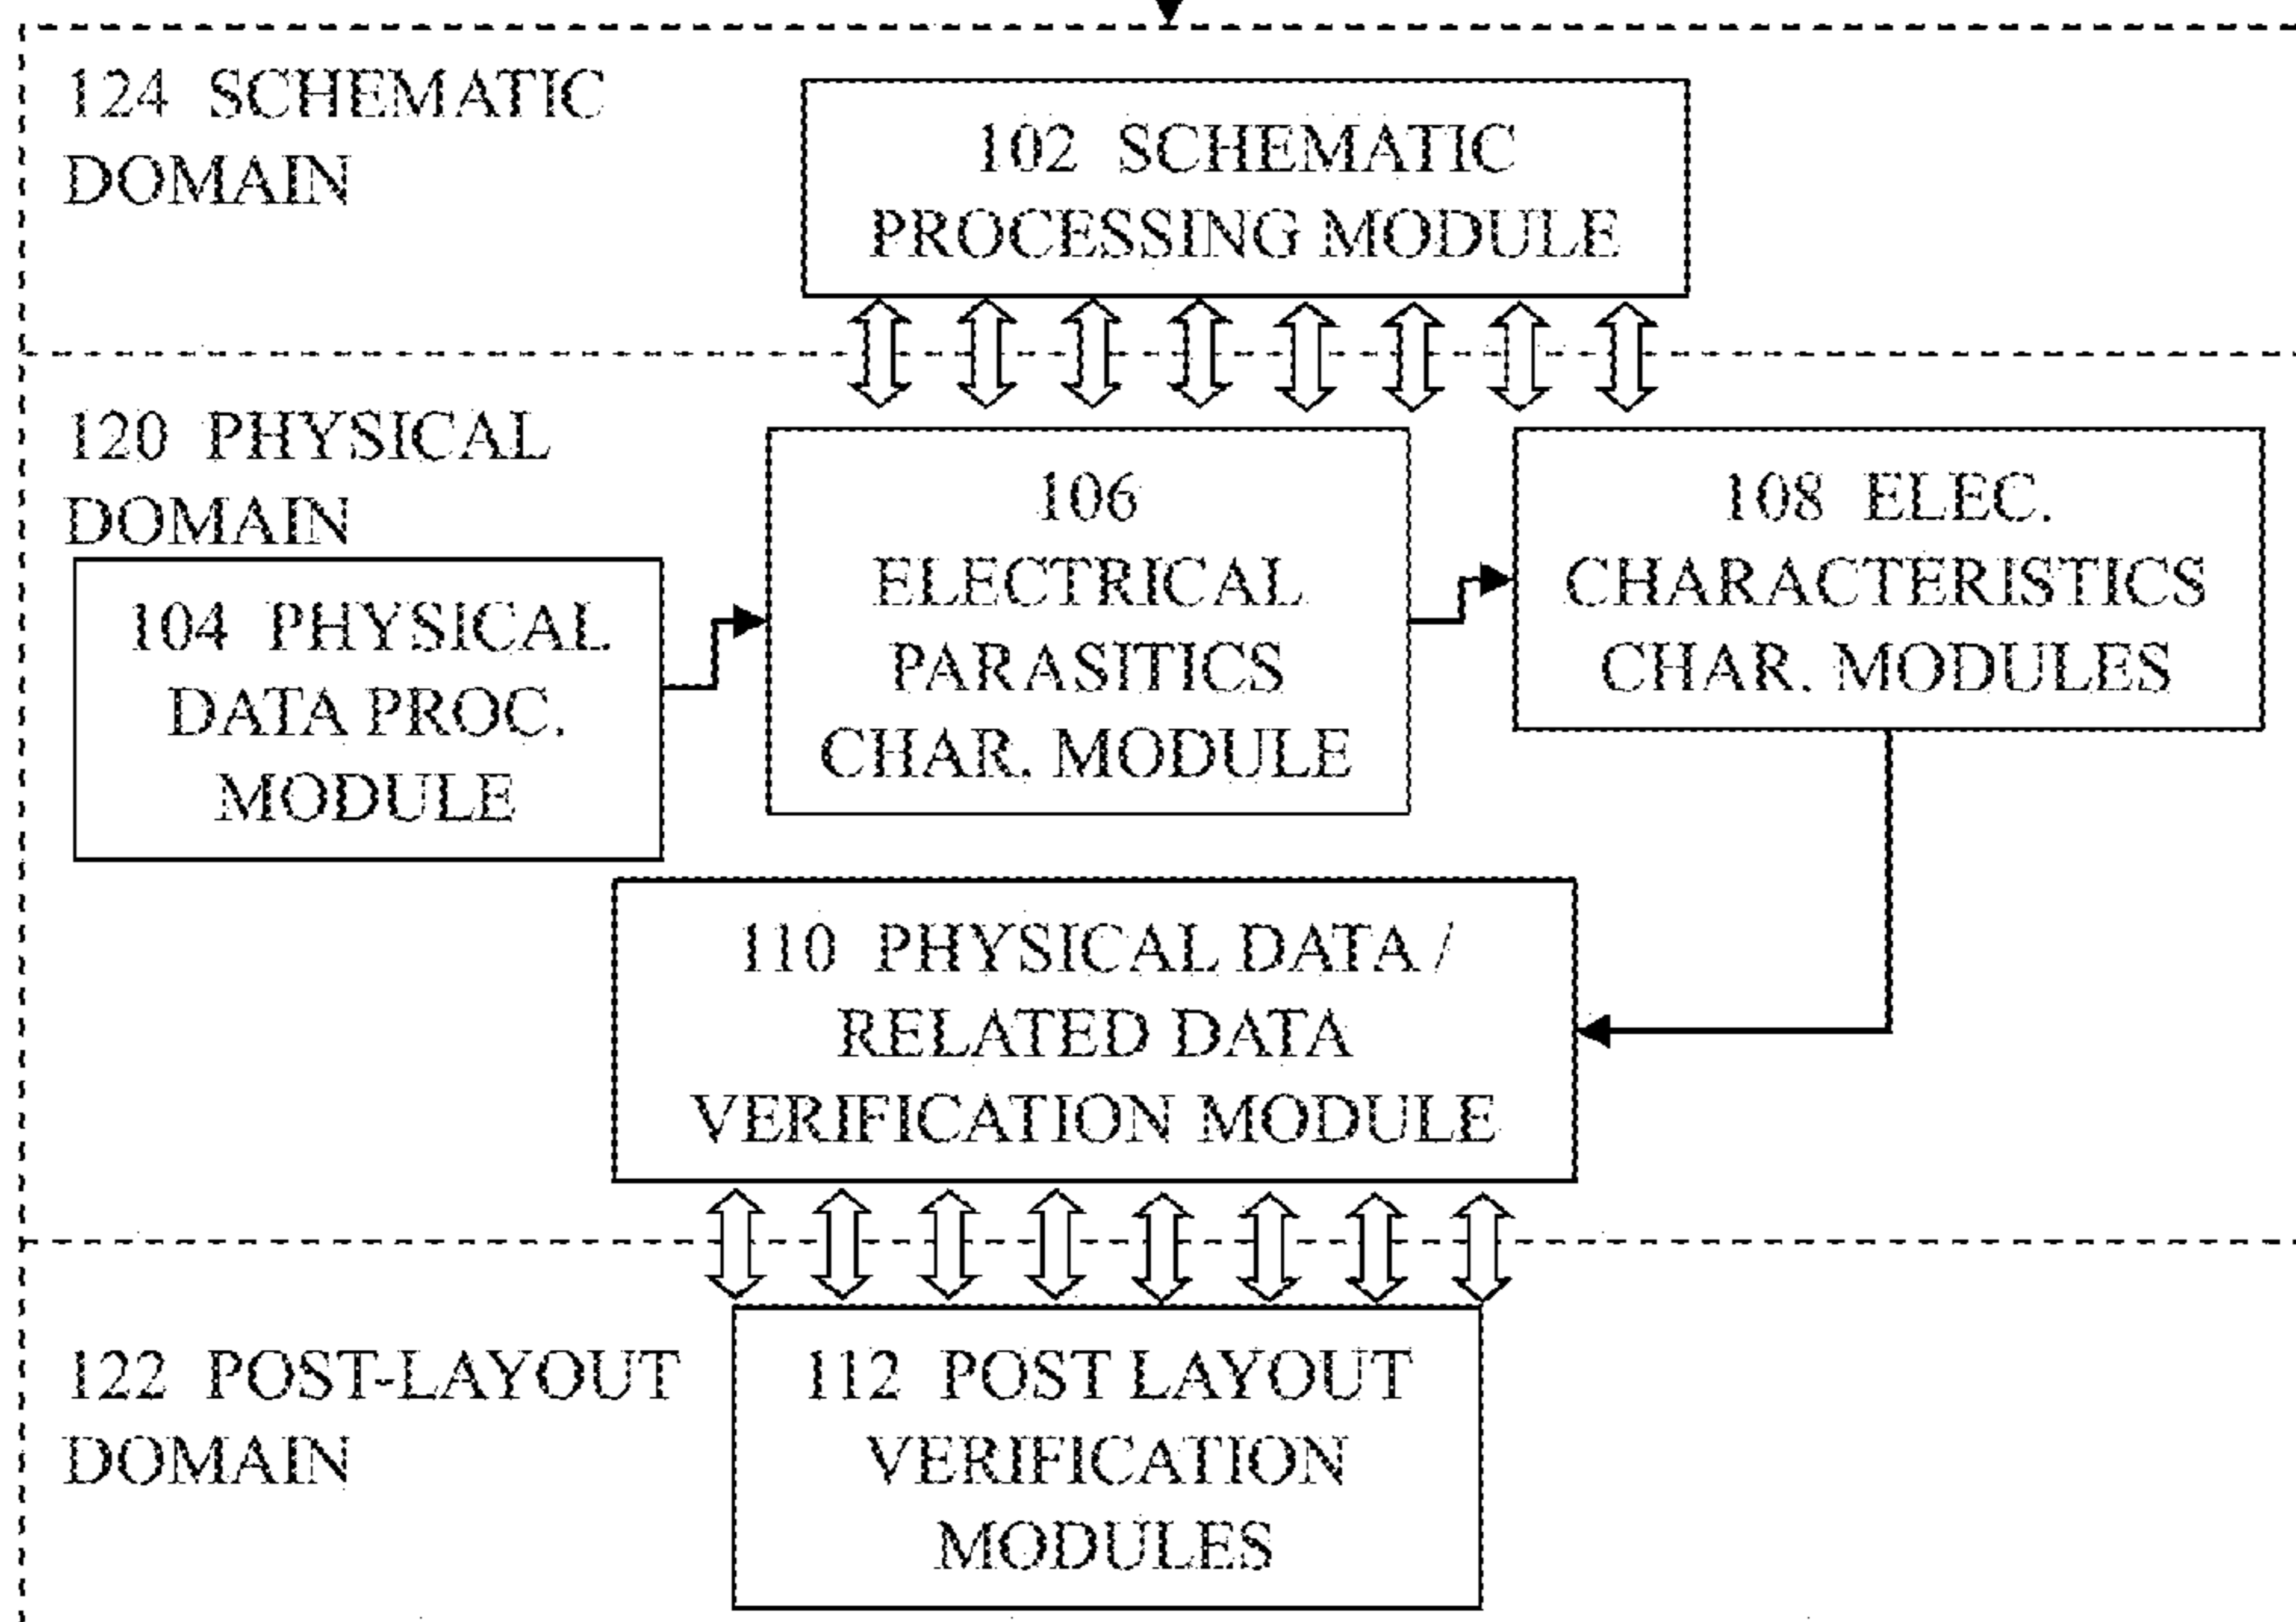 124 SCHEMATIC
DOMAIN
102 SCHEMATIC
PROCESSING MODULE
120 PHYSICAL
DOMAIN
104 PHYSICAL
DATA PROC.
MODULE
106
ELECTRICAL
PARASITICS
CHAR. MODULE
108 ELEC.
CHARACTERISTICS
CHAR. MODULES
110 PHYSICAL DATA /
RELATED DATA
VERIFICATION MODULE
122 POST-LAYOUT
DOMAIN
112 POST LAYOUT
VERIFICATION
MODULES